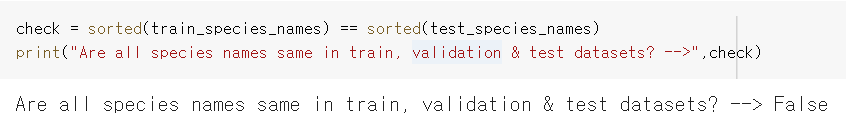 check = sorted(train_species_names) == sorted(test_species_names)
print("Are all species names same in train, validation & test datasets? -->",check)
Are all species names same in train, validation & test datasets? --> False